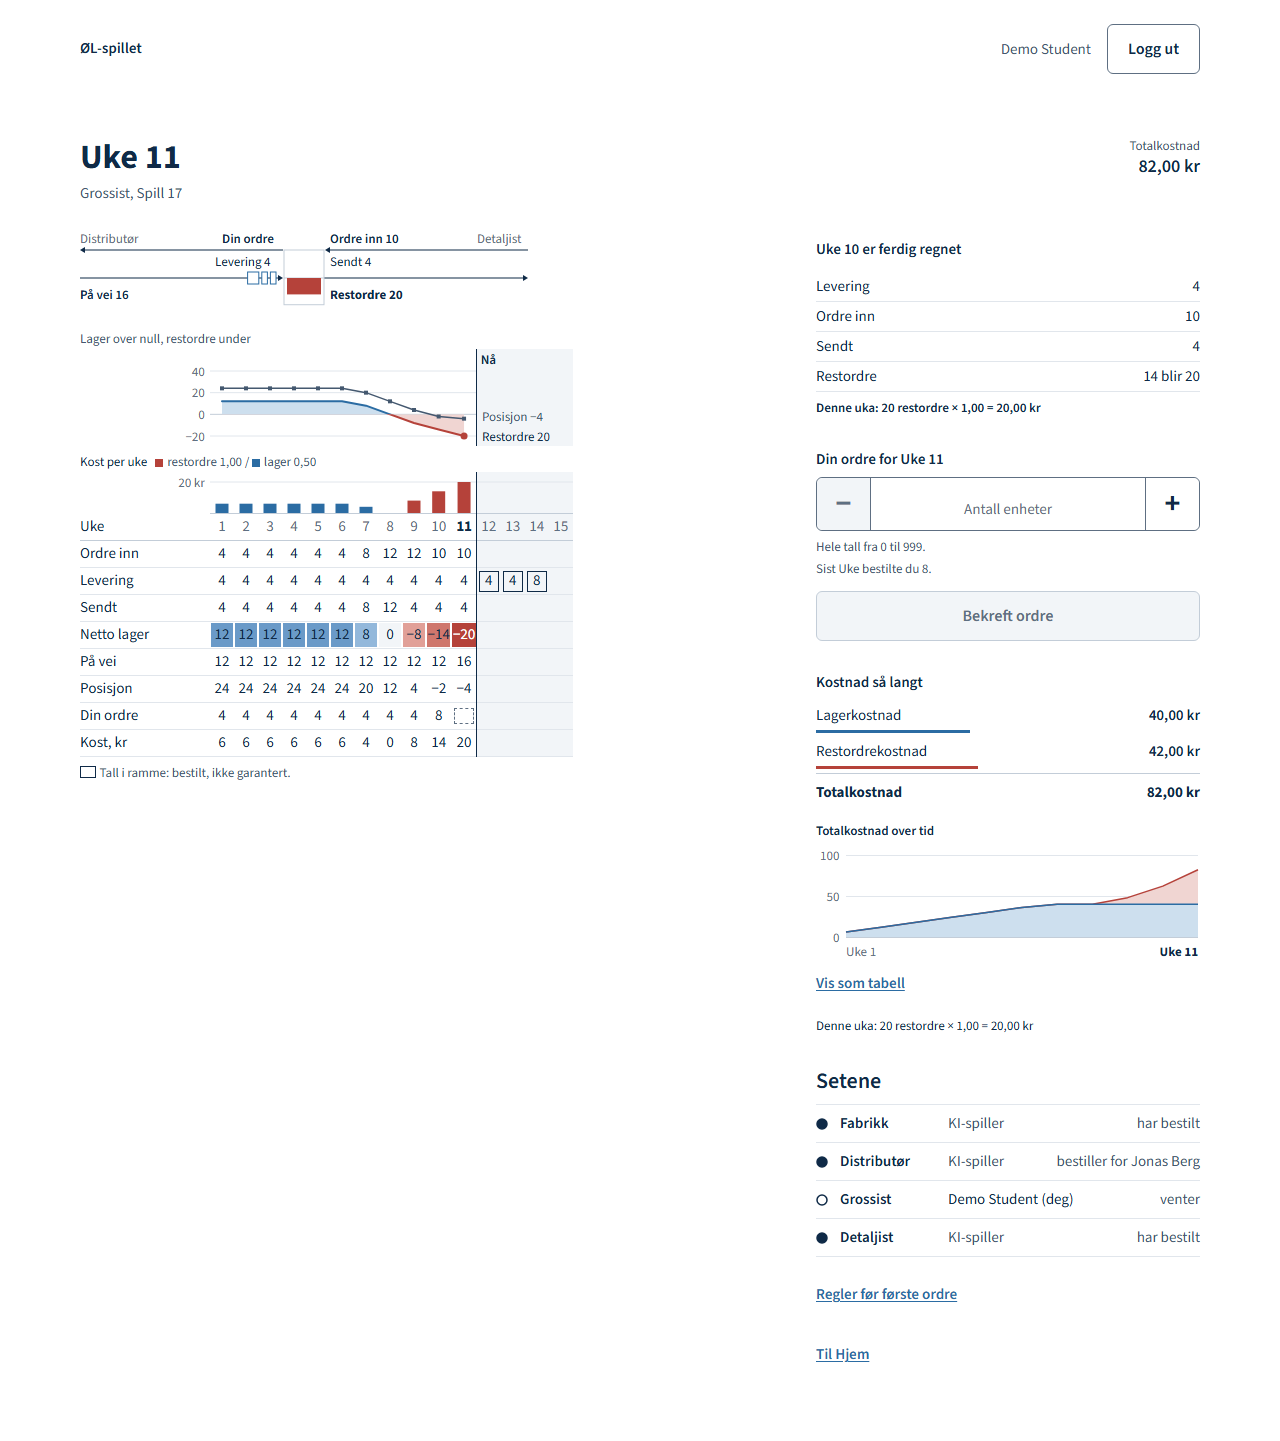 ØL-spillet
Demo Student
Logg ut
Uke 11
Grossist, Spill 17
Totalkostnad
82,00 kr
Distributør Din ordre Ordre inn 10 Detaljist
Levering 4 Sendt 4
På vei 16 Restordre 20
Lager over null, restordre under
Nå
40
20
0
−20
Posisjon −4
Restordre 20
Kost per uke restordre 1,00 / lager 0,50
20 kr
Uke 1 2 3 4 5 6 7 8 9 10 11 12 13 14 15
Ordre inn 4 4 4 4 4 4 8 12 12 10 10
Levering 4 4 4 4 4 4 4 4 4 4 4 4 4 8
Sendt 4 4 4 4 4 4 8 12 4 4 4
Netto lager 12 12 12 12 12 12 8 0 −8 −14 −20
På vei 12 12 12 12 12 12 12 12 12 12 16
Posisjon 24 24 24 24 24 24 20 12 4 −2 −4
Din ordre 4 4 4 4 4 4 4 4 4 8
Kost, kr 6 6 6 6 6 6 4 0 8 14 20
Tall i ramme: bestilt, ikke garantert.
Uke 10 er ferdig regnet
Levering 4
Ordre inn 10
Sendt 4
Restordre 14 blir 20
Denne uka: 20 restordre × 1,00 = 20,00 kr
Din ordre for Uke 11
− Antall enheter +
Hele tall fra 0 til 999.
Sist Uke bestilte du 8.
Bekreft ordre
Kostnad så langt
Lagerkostnad 40,00 kr
Restordrekostnad 42,00 kr
Totalkostnad 82,00 kr
Totalkostnad over tid
100
50
0
Uke 1 Uke 11
Vis som tabell
Denne uka: 20 restordre × 1,00 = 20,00 kr
Setene
Fabrikk KI-spiller har bestilt
Distributør KI-spiller bestiller for Jonas Berg
Grossist Demo Student (deg) venter
Detaljist KI-spiller har bestilt
Regler før første ordre
Til Hjem